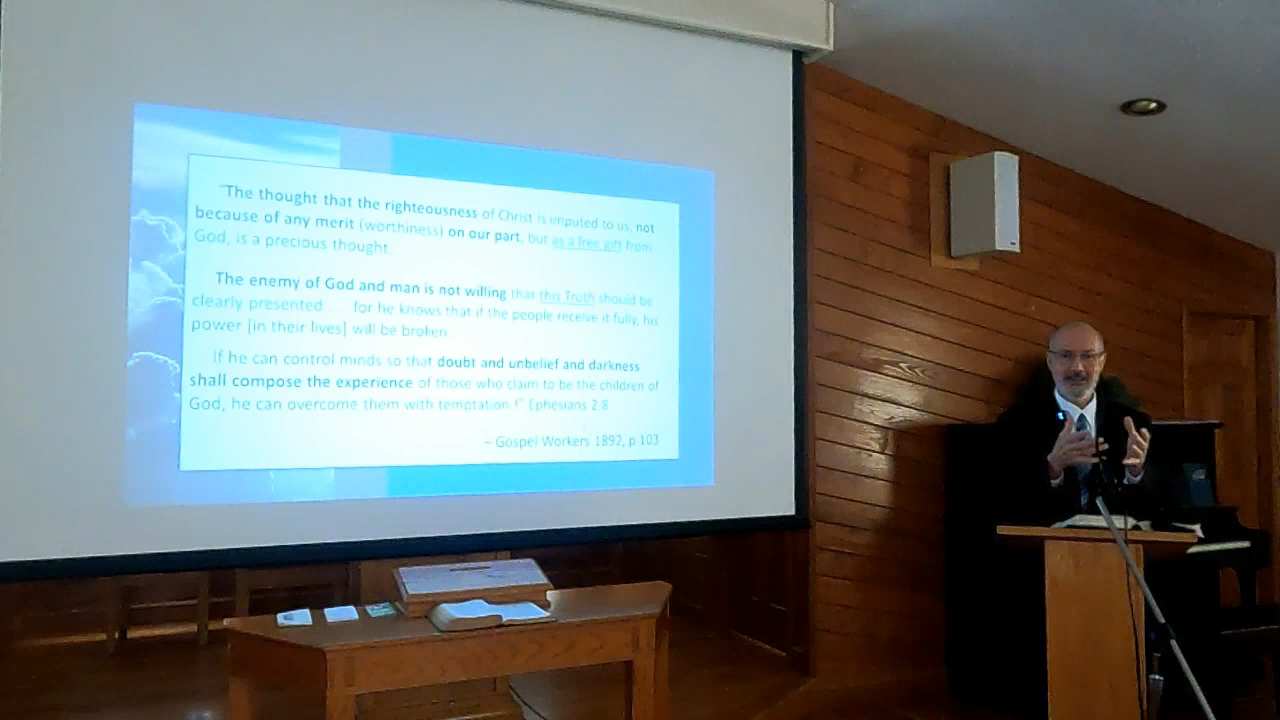 "The thought that the righteousness of Christ is imputed to us, not
because of any merit (worthiness) on our part, but as a free gift from
God, is a precious thought.
The enemy of God and man is not willing that this Truth should be
clearly presented . . . for he knows that if the people receive it fully, his
power [in their lives] will be broken.
If he can control minds so that doubt and unbelief and darkness
shall compose the experience of those who claim to be the children of
God, he can overcome them with temptation !" Ephesians 2:8
– Gospel Workers 1892, p.103